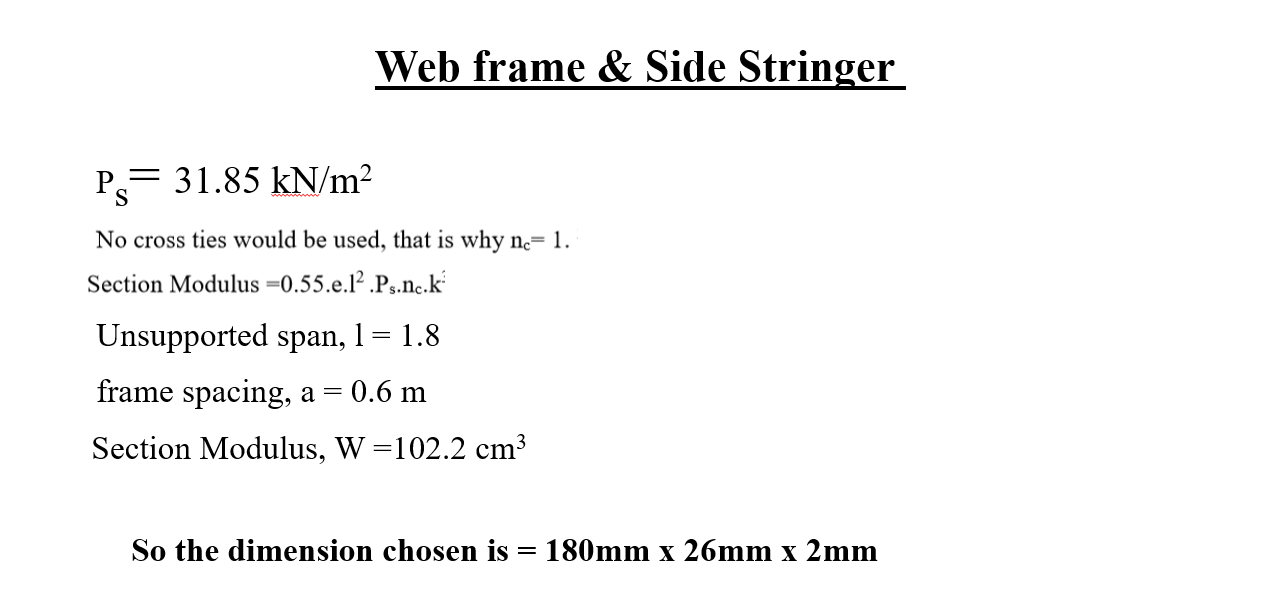 Web frame & Side Stringer
Pₛ= 31.85 kN/m²
No cross ties would be used, that is why n꜀= 1.
Section Modulus =0.55.e.l² .Pₛ.n꜀.k
Unsupported span, l = 1.8
frame spacing, a = 0.6 m
Section Modulus, W =102.2 cm³
So the dimension chosen is = 180mm x 26mm x 2mm